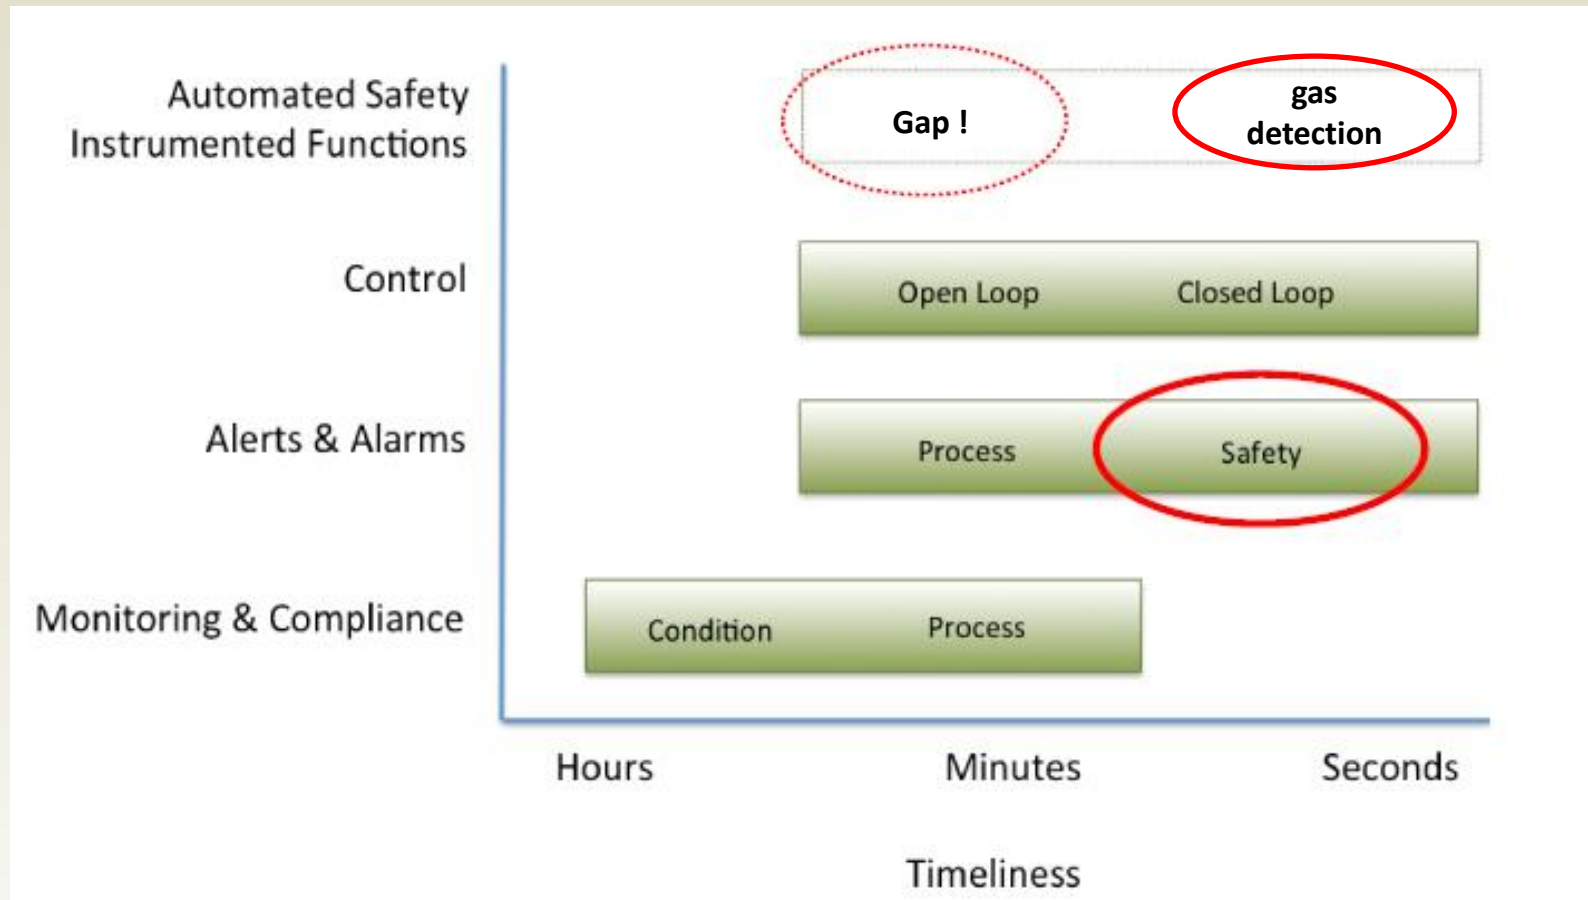 Automated Safety
Instrumented Functions
Gap !
gas
detection
Control
Open Loop
Closed Loop
Alerts & Alarms
Process
Safety
Monitoring & Compliance
Condition
Process
Hours
Minutes
Seconds
Timeliness